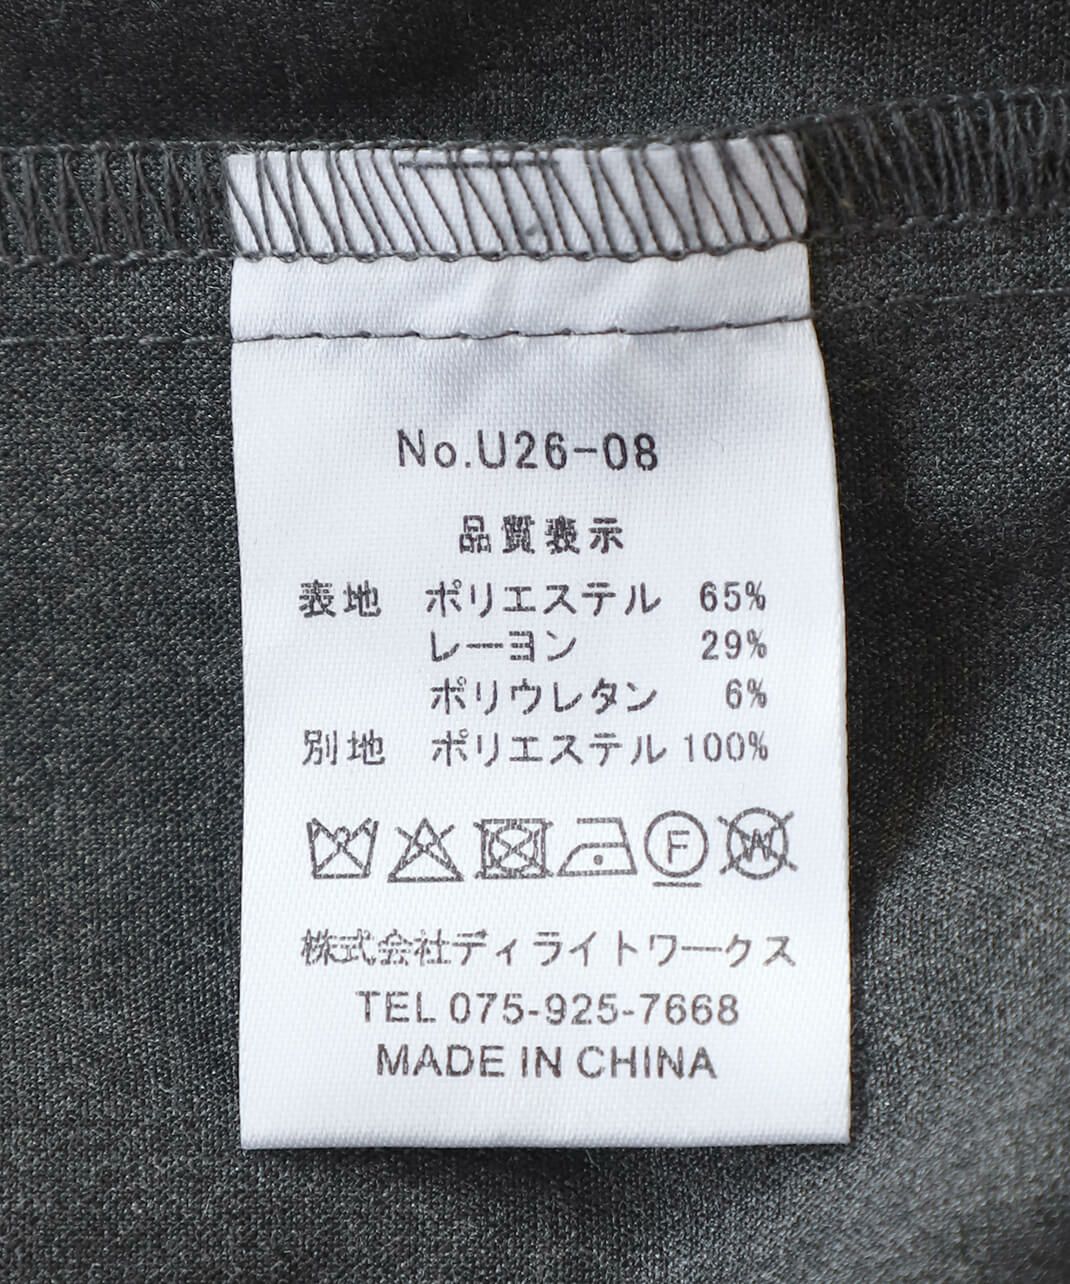 No.U26-08
品質表示
表地 ポリエステル 65%
レーヨン 29%
ポリウレタン 6%
別地 ポリエステル 100%
F W
株式会社ディライトワークス
TEL 075-925-7668
MADE IN CHINA